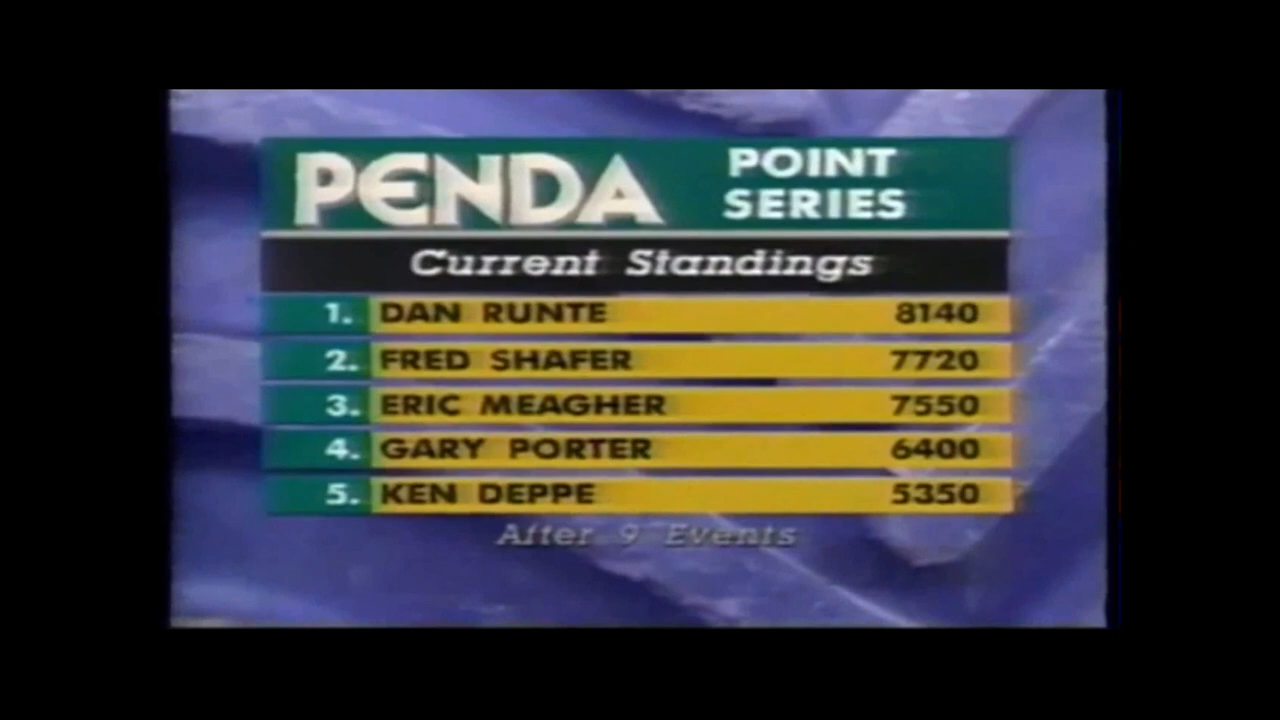 PENDA POINT SERIES
Current Standings
1. DAN RUNTE 8140
2. FRED SHAFER 7720
3. ERIC MEAGHER 7550
4. GARY PORTER 6400
5. KEN DEPPE 5350
After 9 Events